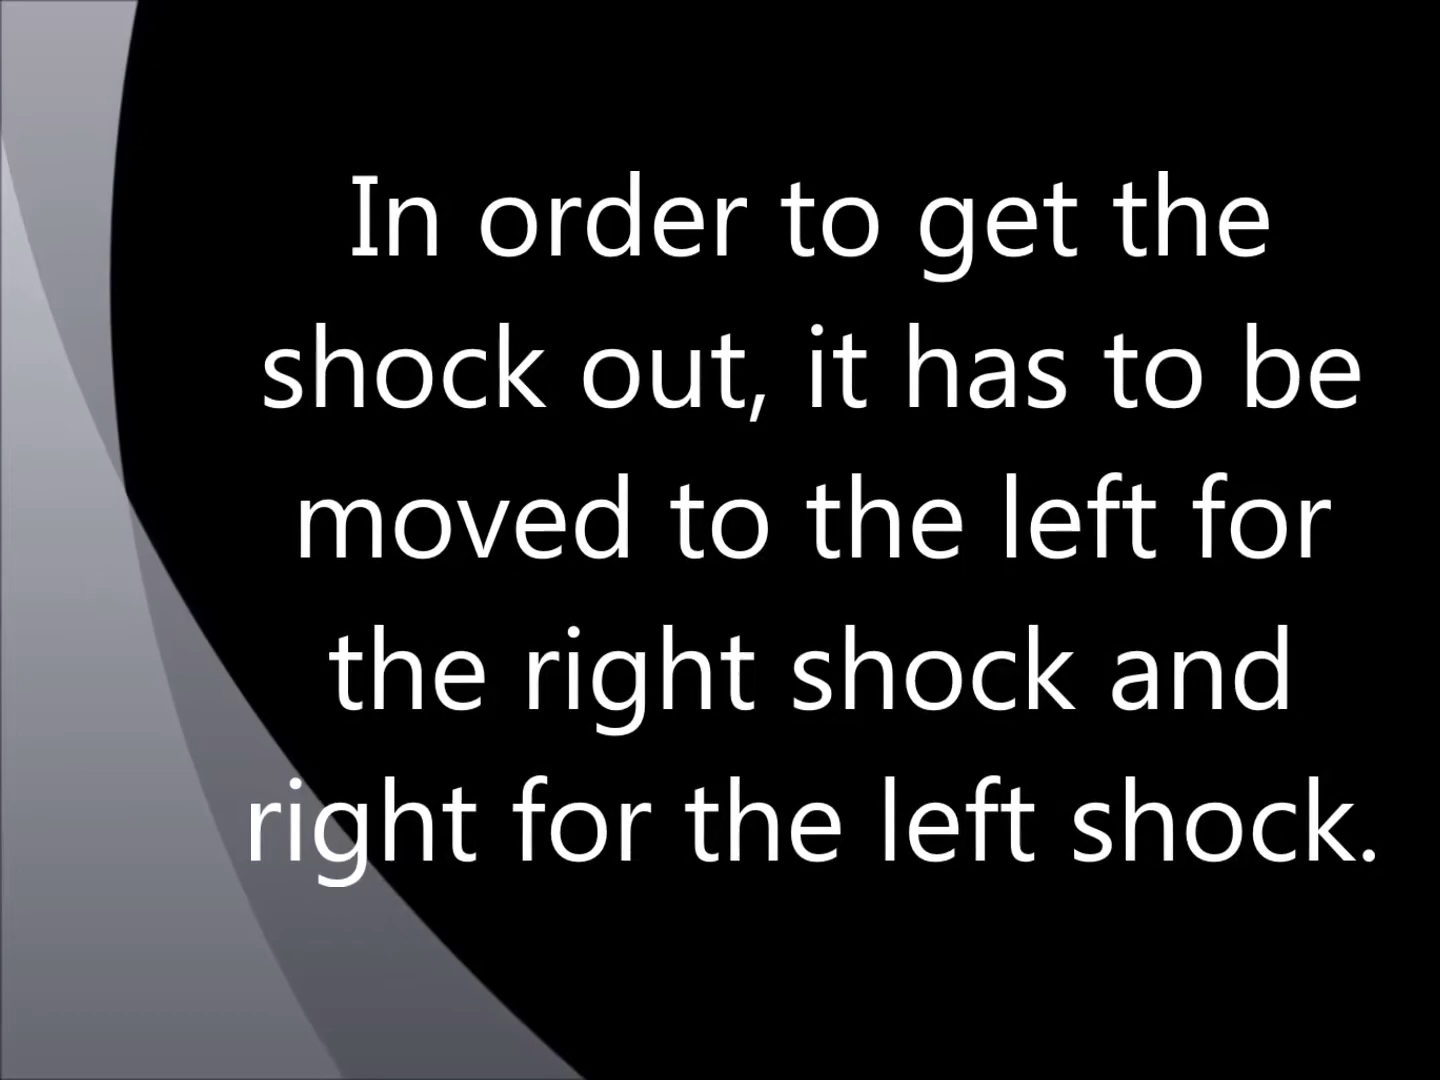 In order to get the
shock out, it has to be
moved to the left for
the right shock and
right for the left shock.